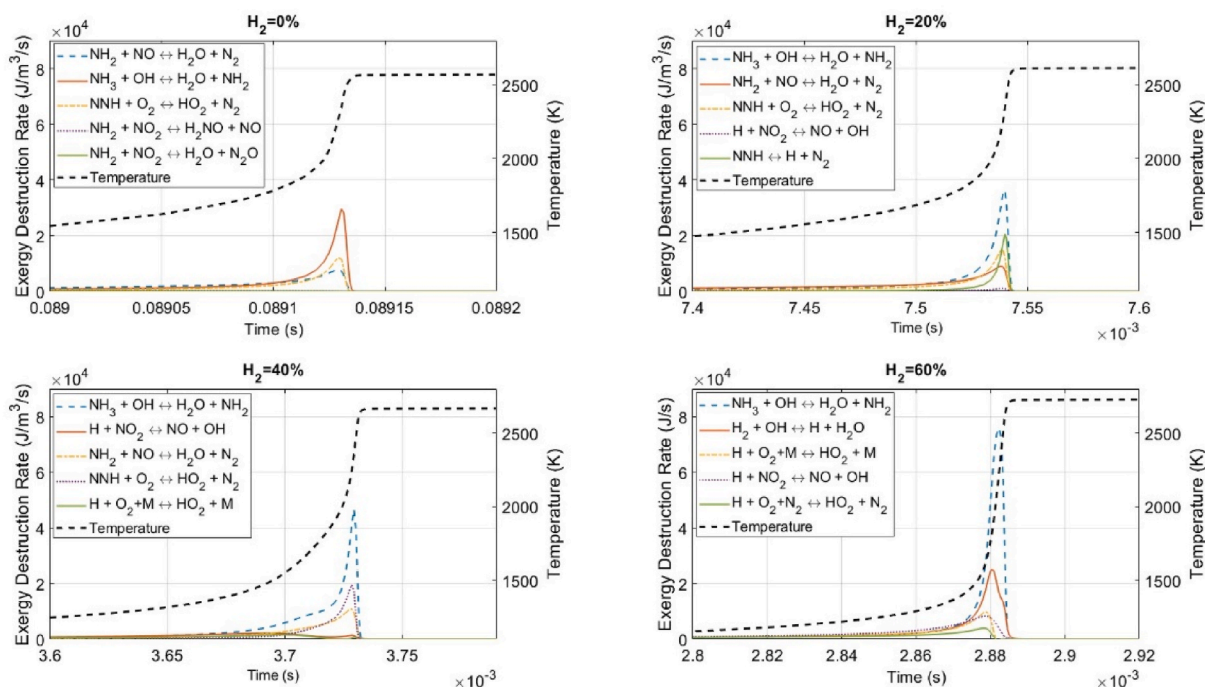 H2=0%
×10^4
Exergy Destruction Rate (J/m^3/s)
8
6
4
2
0
NH2 + NO ↔ H2O + N2
NH3 + OH ↔ H2O + NH2
NNH + O2 ↔ HO2 + N2
NH2 + NO2 ↔ H2NO + NO
NH2 + NO2 ↔ H2O + N2O
Temperature
2500
2000
1500
Temperature (K)
0.089 0.08905 0.0891 0.08915 0.0892
Time (s)
H2=20%
×10^4
Exergy Destruction Rate (J/m^3/s)
8
6
4
2
0
NH3 + OH ↔ H2O + NH2
NH2 + NO ↔ H2O + N2
NNH + O2 ↔ HO2 + N2
H + NO2 ↔ NO + OH
NNH ↔ H + N2
Temperature
2500
2000
1500
Temperature (K)
7.4 7.45 7.5 7.55 7.6
Time (s)
×10^-3
H2=40%
×10^4
Exergy Destruction Rate (J/m^3/s)
8
6
4
2
0
NH3 + OH ↔ H2O + NH2
H + NO2 ↔ NO + OH
NH2 + NO ↔ H2O + N2
NNH + O2 ↔ HO2 + N2
H + O2+M ↔ HO2 + M
Temperature
2500
2000
1500
Temperature (K)
3.6 3.65 3.7 3.75
Time (s)
×10^-3
H2=60%
×10^4
Exergy Destruction Rate (J/m^3/s)
8
6
4
2
0
NH3 + OH ↔ H2O + NH2
H2 + OH ↔ H + H2O
H + O2+M ↔ HO2 + M
H + NO2 ↔ NO + OH
H + O2+N2 ↔ HO2 + N2
Temperature
2500
2000
1500
Temperature (K)
2.8 2.82 2.84 2.86 2.88 2.9 2.92
Time (s)
×10^-3